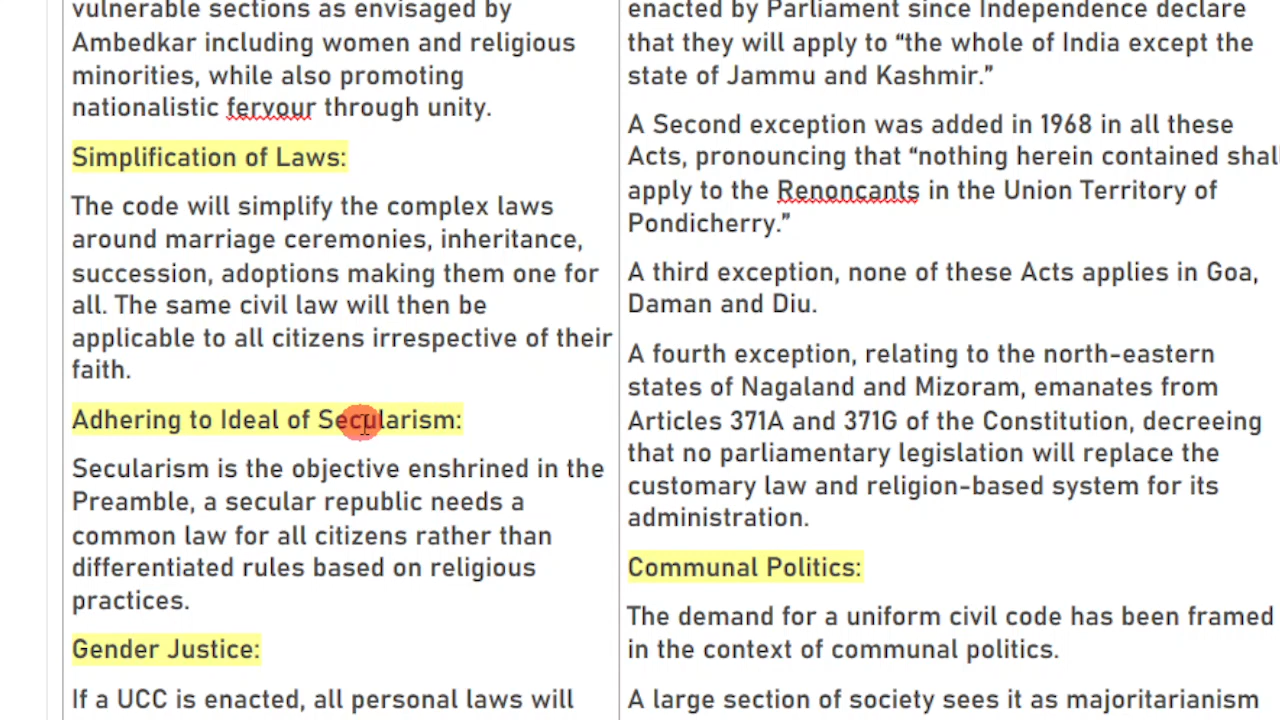 vulnerable sections as envisaged by
Ambedkar including women and religious
minorities, while also promoting
nationalistic fervour through unity.
Simplification of Laws:
The code will simplify the complex laws
around marriage ceremonies, inheritance,
succession, adoptions making them one for
all. The same civil law will then be
applicable to all citizens irrespective of their
faith.
Adhering to Ideal of Secularism:
Secularism is the objective enshrined in the
Preamble, a secular republic needs a
common law for all citizens rather than
differentiated rules based on religious
practices.
Gender Justice:
If a UCC is enacted, all personal laws will
enacted by Parliament since Independence declare
that they will apply to “the whole of India except the
state of Jammu and Kashmir.”
A Second exception was added in 1968 in all these
Acts, pronouncing that “nothing herein contained shal
apply to the Renoncants in the Union Territory of
Pondicherry.”
A third exception, none of these Acts applies in Goa,
Daman and Diu.
A fourth exception, relating to the north-eastern
states of Nagaland and Mizoram, emanates from
Articles 371A and 371G of the Constitution, decreeing
that no parliamentary legislation will replace the
customary law and religion-based system for its
administration.
Communal Politics:
The demand for a uniform civil code has been framed
in the context of communal politics.
A large section of society sees it as majoritarianism